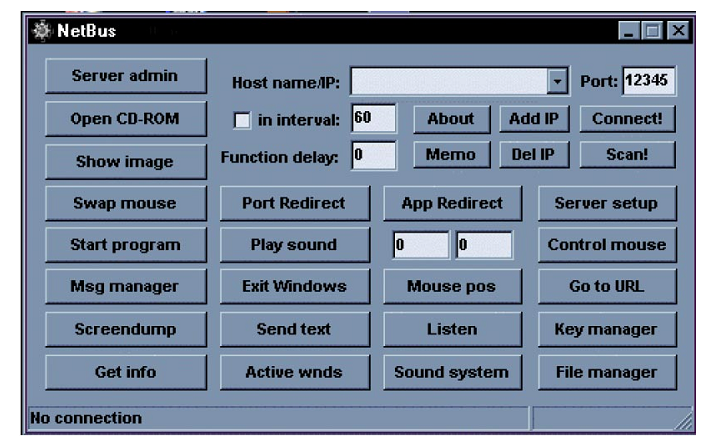 NetBus
Server admin Host name/IP: Port: 12345
Open CD-ROM in interval: 60 About Add IP Connect!
Show image Function delay: 0 Memo Del IP Scan!
Swap mouse Port Redirect App Redirect Server setup
Start program Play sound 0 0 Control mouse
Msg manager Exit Windows Mouse pos Go to URL
Screendump Send text Listen Key manager
Get info Active wnds Sound system File manager
No connection